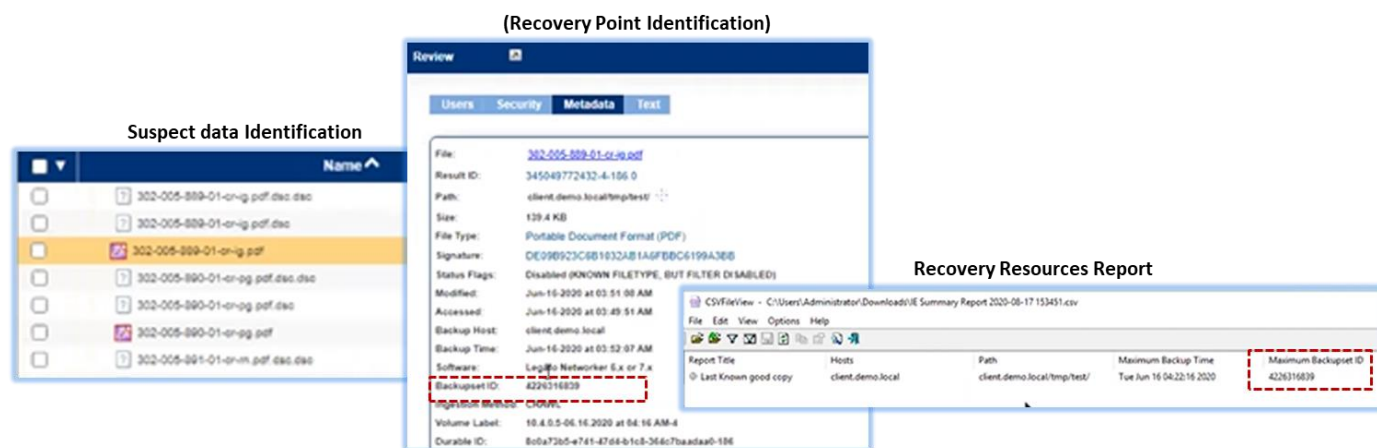 (Recovery Point Identification)
Suspect data Identification
Name
302-005-889-01-cr-ig.pdf.dsc.dsc
302-005-889-01-cr-ig.pdf.dsc
302-005-889-01-cr-ig.pdf
302-005-890-01-cr-pg.pdf.dsc.dsc
302-005-890-01-cr-pg.pdf.dsc
302-005-890-01-cr-pg.pdf
302-005-891-01-cr-rn.pdf.dsc.dsc
Review
Users Security Metadata Text
File: 302-005-889-01-cr-ig.pdf
Result ID: 345049772432-4-186.0
Path: client.demo.local/tmp/test/
Size: 139.4 KB
File Type: Portable Document Format (PDF)
Signature:
Status Flags: Disabled (KNOWN FILETYPE, BUT FILTER DISABLED)
Modified: Jun-16-2020 at 03:51:08 AM
Accessed: Jun-16-2020 at 03:49:51 AM
Backup Host: client.demo.local
Backup Time: Jun-16-2020 at 03:52:07 AM
Software: Legato Networker 6.x or 7.x
Backupset ID: 4226316839
Ingestion Method: CRAWL
Volume Label: 10.4.0.5-06.16.2020 at 04:16 AM-4
Durable ID:
Recovery Resources Report
CSVFileView - C:\Users\Administrator\Downloads\IE Summary Report 2020-08-17 153451.csv
File Edit View Options Help
Report Title Hosts Path Maximum Backup Time Maximum Backupset ID
Last Known good copy client.demo.local client.demo.local/tmp/test/ Tue Jun 16 04:22:16 2020 4226316839